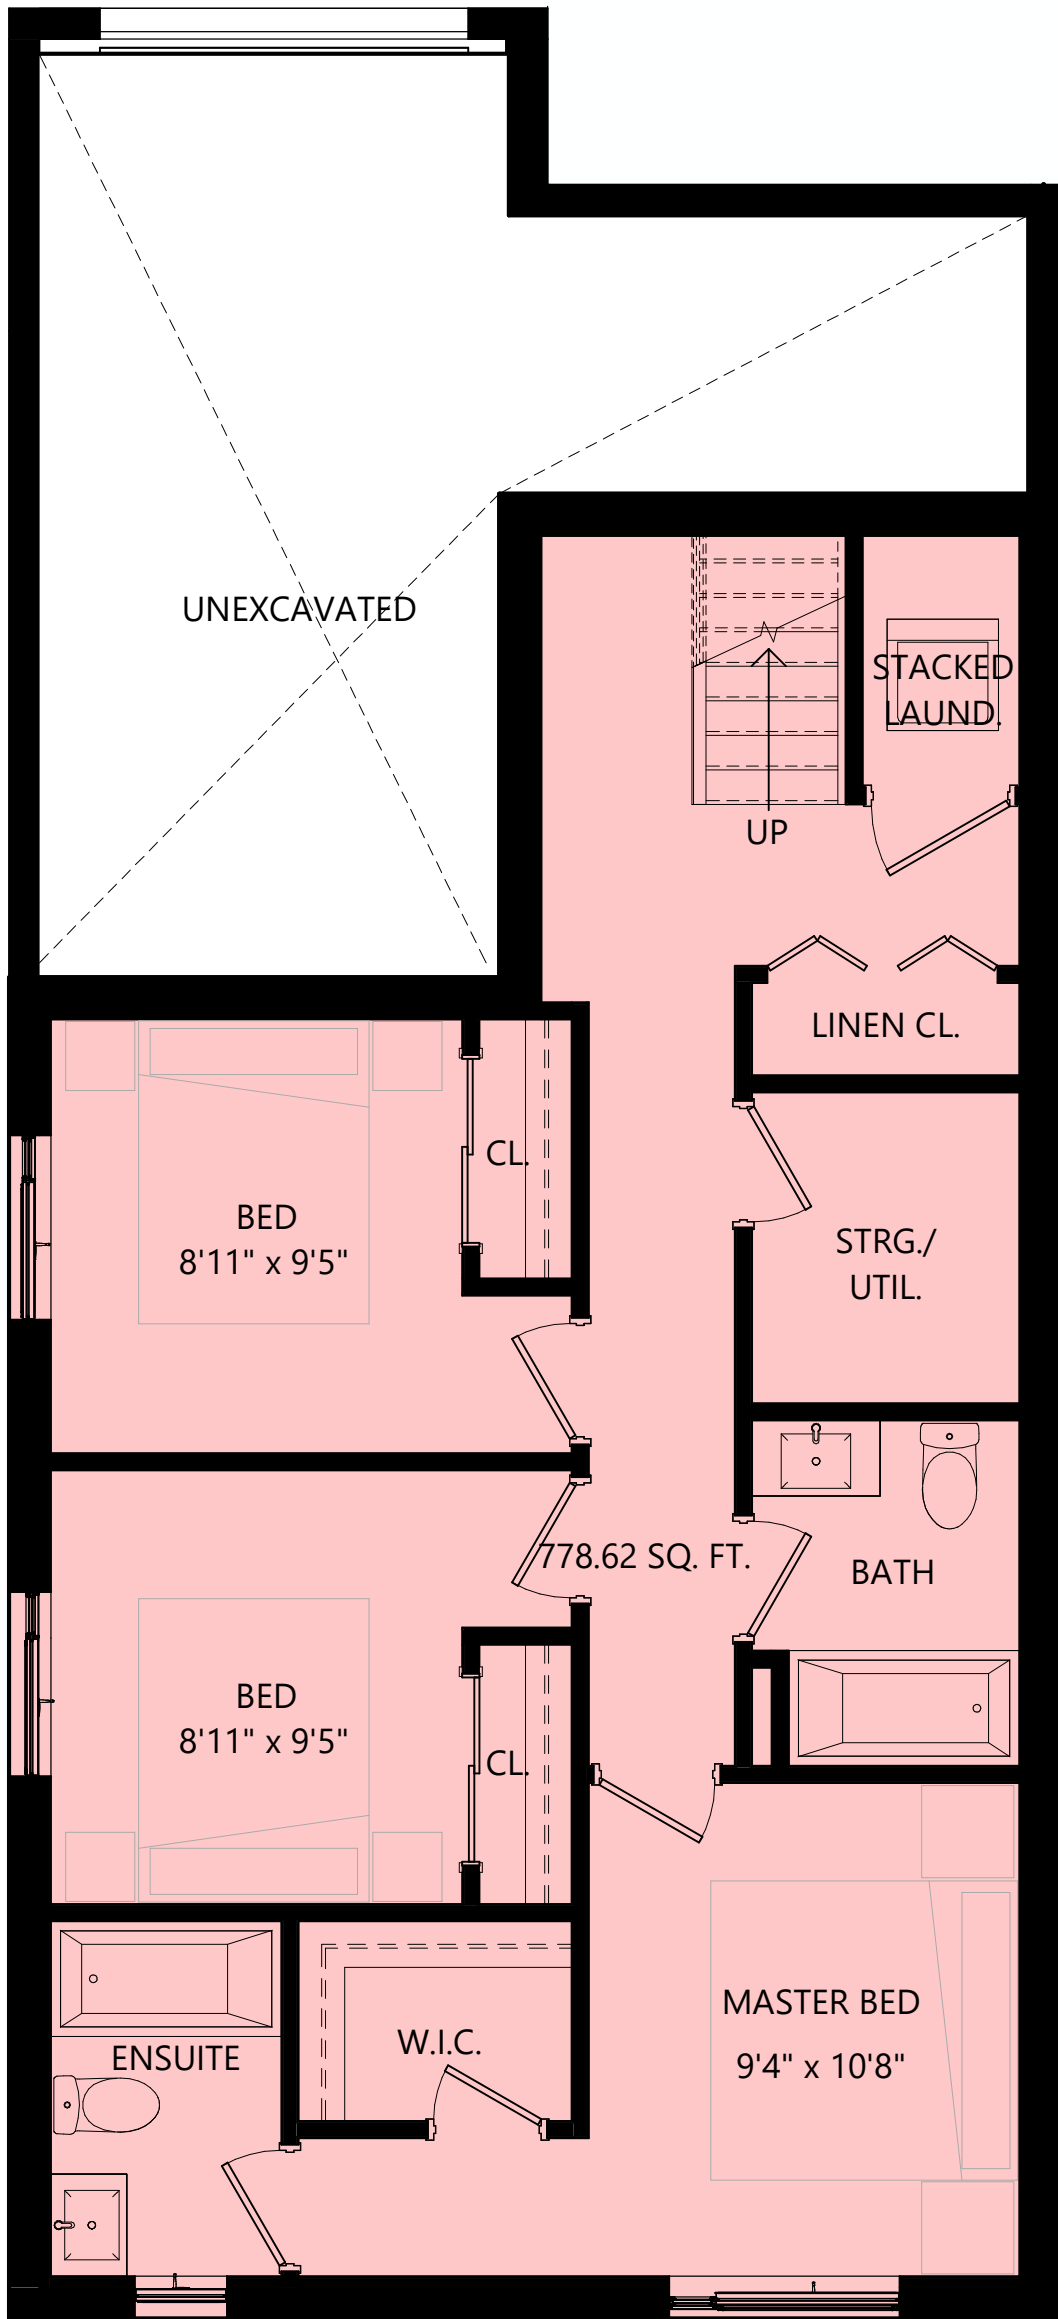 UNEXCAVATED
STACKED
LAUND.
UP
LINEN CL.
CL.
BED
8'11" x 9'5"
STRG./
UTIL.
778.62 SQ. FT.
BATH
BED
8'11" x 9'5"
CL.
MASTER BED
9'4" x 10'8"
W.I.C.
ENSUITE